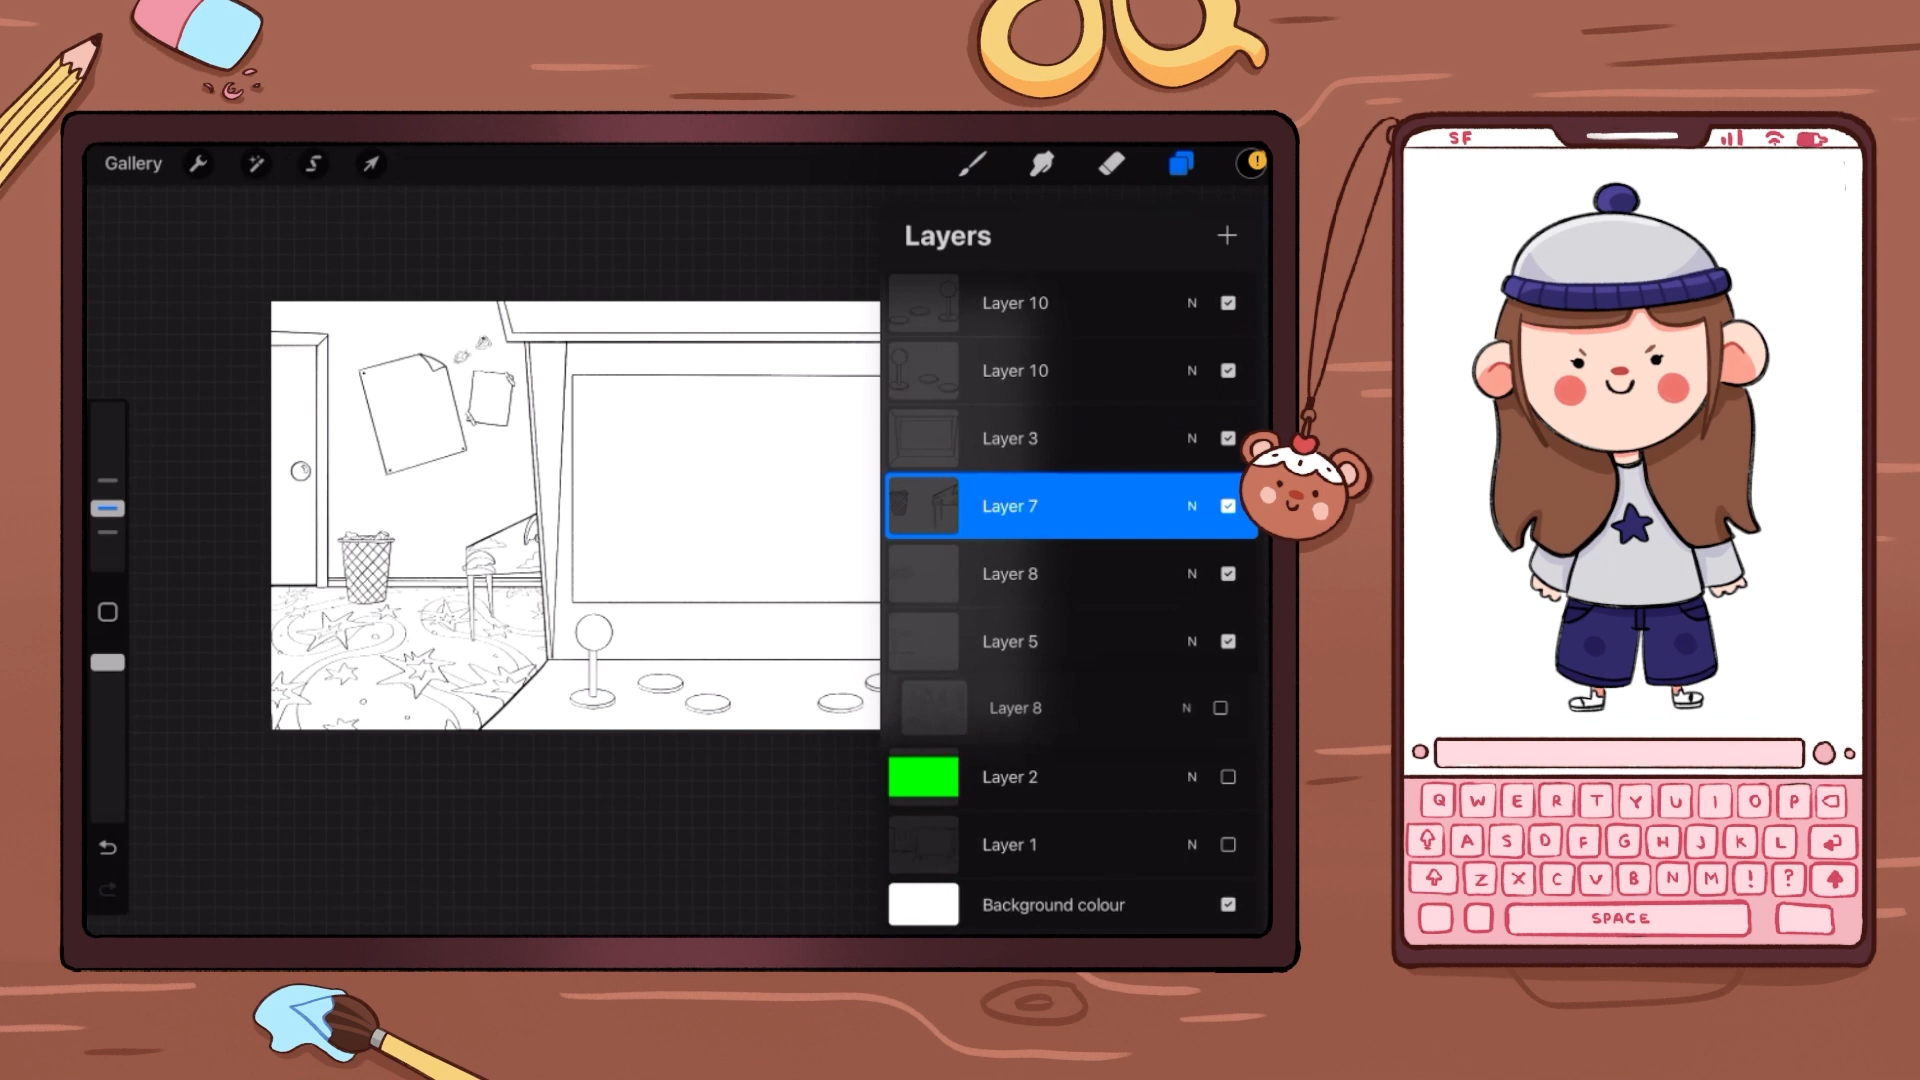 Gallery
Layers
Layer 10 N
Layer 10 N
Layer 3 N
Layer 7 N
Layer 8 N
Layer 5 N
Layer 8 N
Layer 2 N
Layer 1 N
Background colour
SF
Q W E R T Y U I O P
A S D F G H J K L
Z X C V B N M ! ?
SPACE